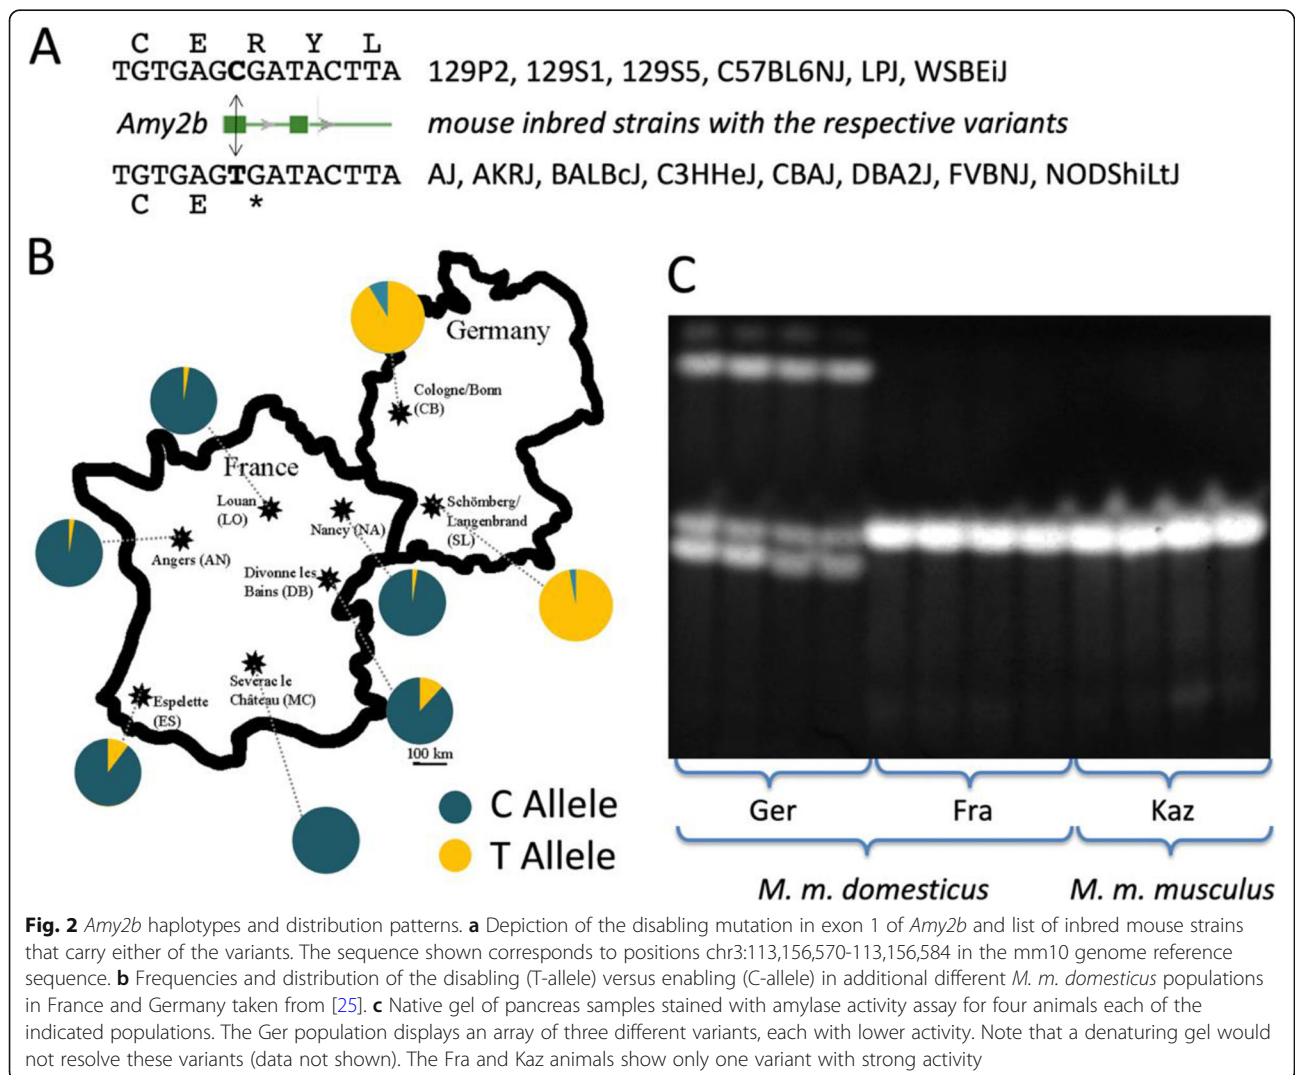 A
C E R Y L
TGTGAGCGATACTTA 129P2, 129S1, 129S5, C57BL6NJ, LPJ, WSBEiJ
Amy2b mouse inbred strains with the respective variants
TGTGAGTGATACTTA AJ, AKRJ, BALBcJ, C3HHeJ, CBAJ, DBA2J, FVBNJ, NODShiLtJ
C E *
B
Germany
Cologne/Bonn
(CB)
France
Louan
(LO)
Nancy (NA)
Schömberg/
Langenbrand
(SL)
Angers (AN)
Divonne les
Bains (DB)
Severac le
Château (MC)
Espelette
(ES)
100 km
C Allele
T Allele
C
Ger Fra Kaz
M. m. domesticus M. m. musculus
Fig. 2 Amy2b haplotypes and distribution patterns. a Depiction of the disabling mutation in exon 1 of Amy2b and list of inbred mouse strains
that carry either of the variants. The sequence shown corresponds to positions chr3:113,156,570-113,156,584 in the mm10 genome reference
sequence. b Frequencies and distribution of the disabling (T-allele) versus enabling (C-allele) in additional different M. m. domesticus populations
in France and Germany taken from [25]. c Native gel of pancreas samples stained with amylase activity assay for four animals each of the
indicated populations. The Ger population displays an array of three different variants, each with lower activity. Note that a denaturing gel would
not resolve these variants (data not shown). The Fra and Kaz animals show only one variant with strong activity